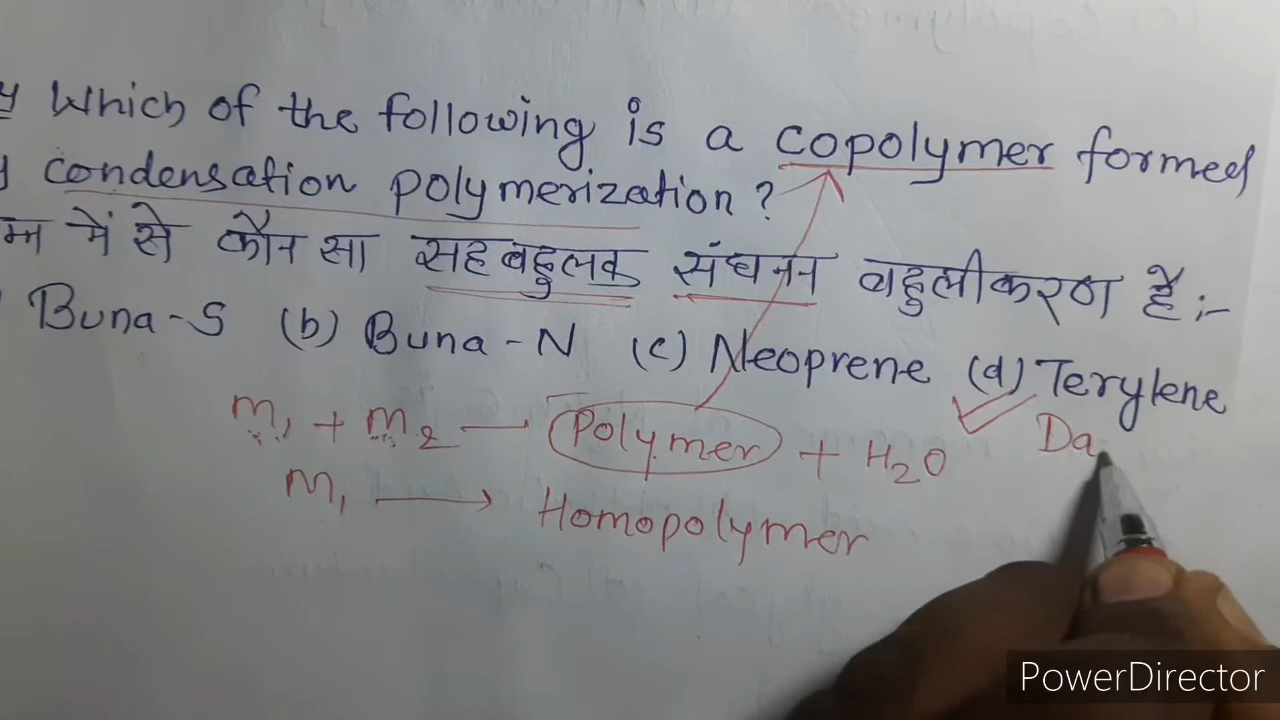 Which of the following is a copolymer formed
condensation polymerization?
में से कौन सा सहबहुलक संघनन बहुलीकरण है :-
Buna-S (b) Buna-N (c) Neoprene (d) Terylene
m₁ + m₂ → Polymer + H₂O Da
m₁ → Homopolymer
PowerDirector